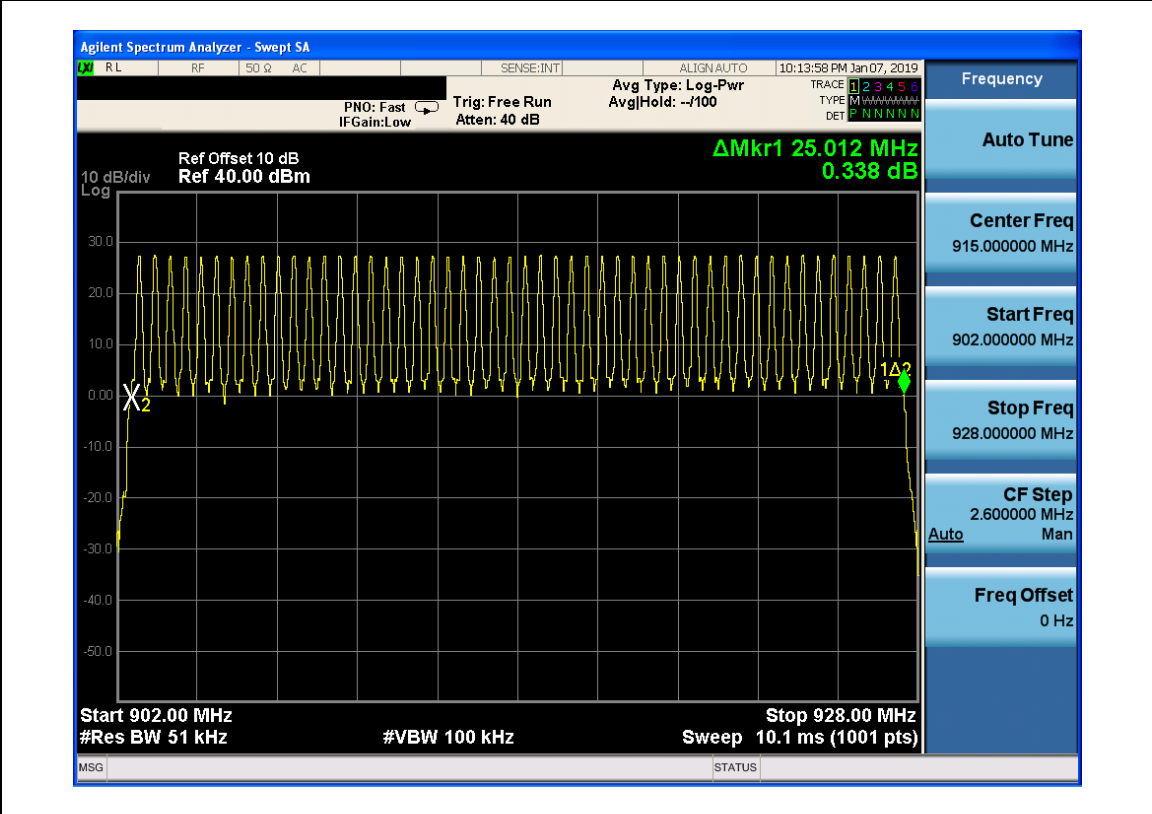 Agilent Spectrum Analyzer - Swept SA
LXI RL RF 50 Ω AC SENSE:INT ALIGN AUTO 10:13:58 PM Jan 07, 2019
Frequency
PNO: Fast Trig: Free Run Avg Type: Log-Pwr TRACE 1 2 3 4 5 6
IFGain:Low Atten: 40 dB Avg|Hold: --/100 TYPE M WWWWW
DET P N N N N N
Auto Tune
ΔMkr1 25.012 MHz
0.338 dB
Ref Offset 10 dB
10 dB/div Ref 40.00 dBm
Log
30.0
20.0
10.0
0.00
-10.0
-20.0
-30.0
-40.0
-50.0
X2
1Δ2
Center Freq
915.000000 MHz
Start Freq
902.000000 MHz
Stop Freq
928.000000 MHz
CF Step
2.600000 MHz
Auto Man
Freq Offset
0 Hz
Start 902.00 MHz Stop 928.00 MHz
#Res BW 51 kHz #VBW 100 kHz Sweep 10.1 ms (1001 pts)
MSG STATUS